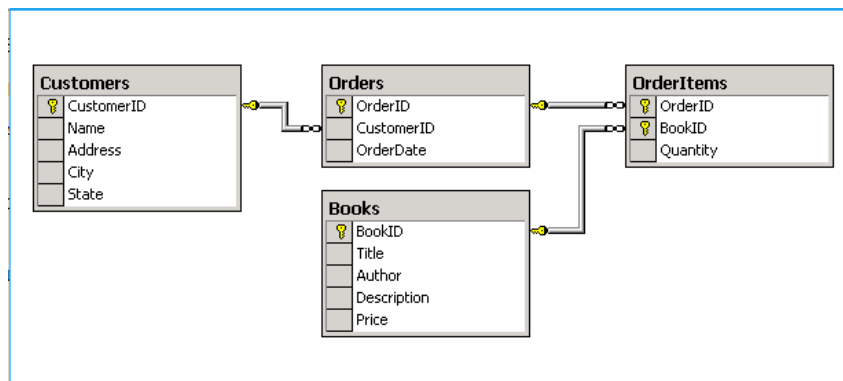 Customers
CustomerID
Name
Address
City
State
Orders
OrderID
CustomerID
OrderDate
OrderItems
OrderID
BookID
Quantity
Books
BookID
Title
Author
Description
Price